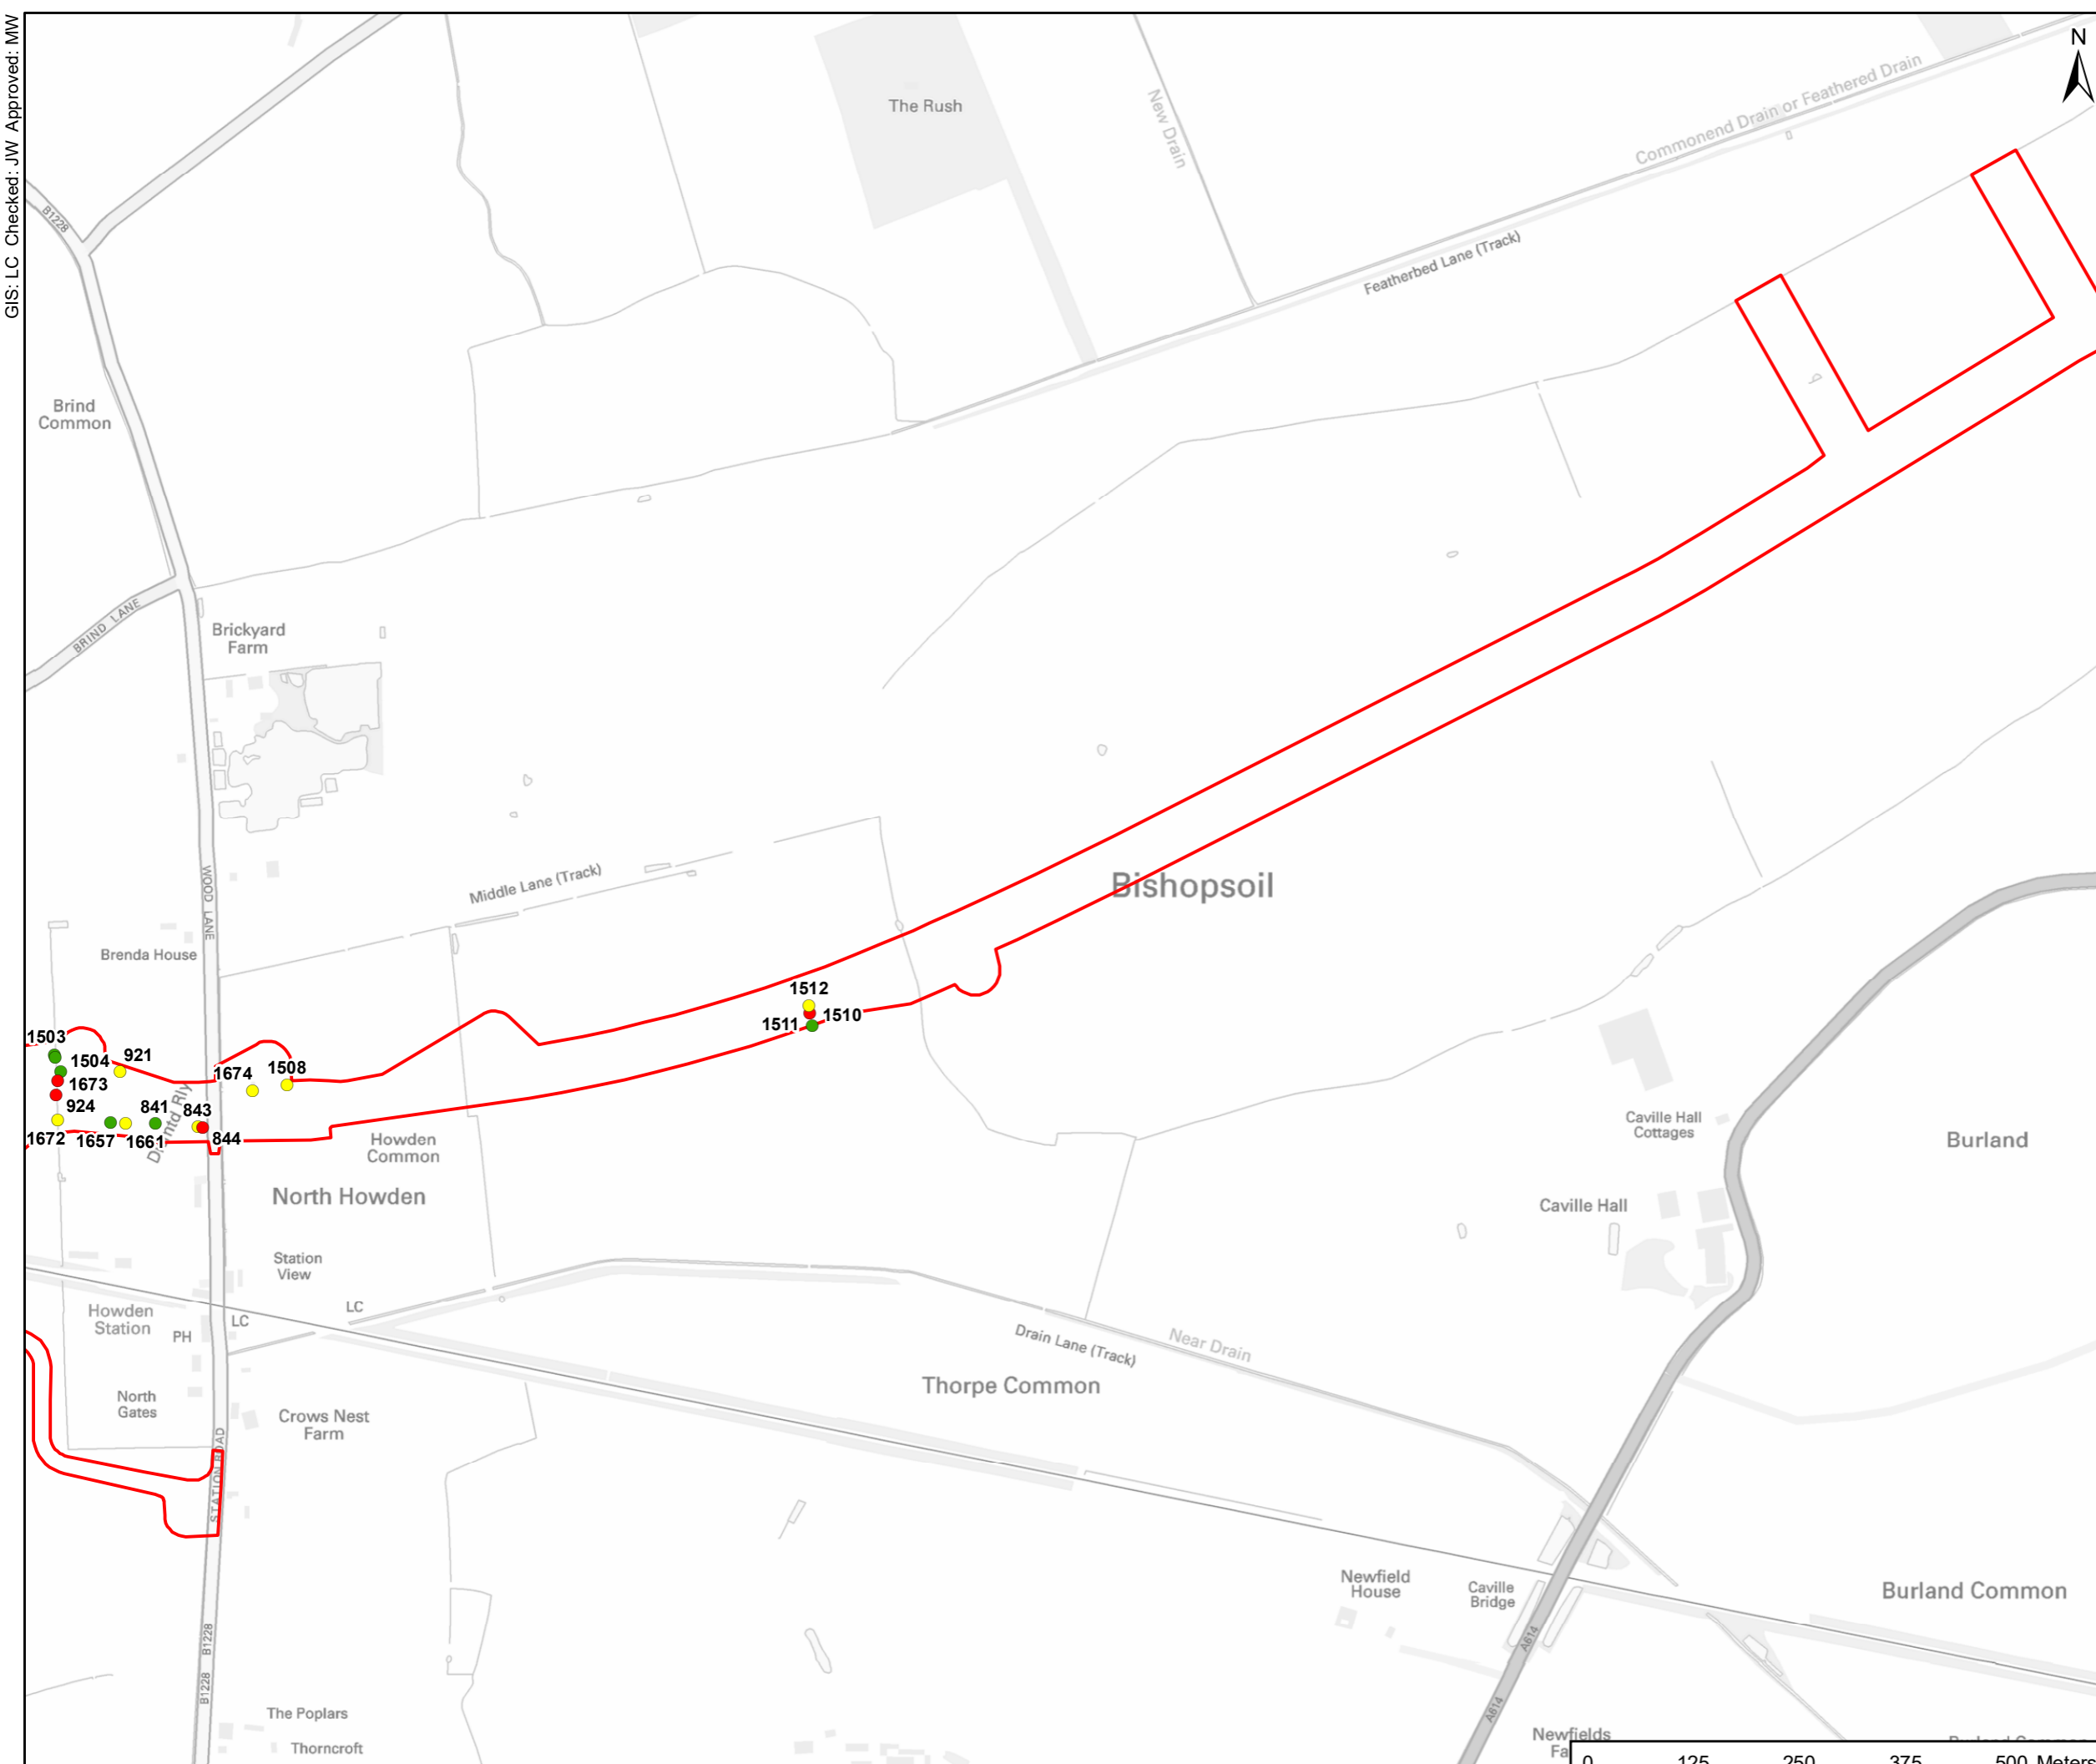 GIS: LC Checked: JW Approved: MW
N
The Rush
New Drain
Commonend Drain or Feathered Drain
B1228
Featherbed Lane (Track)
Brind
Common
BRIND LANE
Brickyard
Farm
WOOD LANE
Middle Lane (Track)
Bishopsoil
Brenda House
1512
1511
1510
1503
1504
921
1673
924
1672
1657
1661
841
843
844
1674
1508
Howden
Common
North Howden
Caville Hall
Cottages
Burland
Caville Hall
Station
View
Howden
Station
PH
LC
LC
Drain Lane (Track)
Near Drain
Thorpe Common
North
Gates
Crows Nest
Farm
STATION ROAD
Newfield
House
Caville
Bridge
Burland Common
A614
A614
B1228
B1228
The Poplars
Thorncroft
Newfields
0 125 250 375 500 Meters